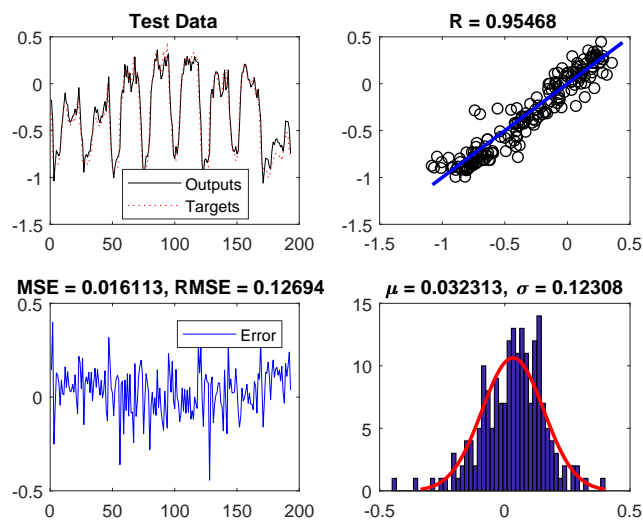 Test Data
0.5
0
-0.5
-1
-1.5
0 50 100 150 200
Outputs
Targets
R = 0.95468
0.5
0
-0.5
-1
-1.5
-1.5 -1 -0.5 0 0.5
MSE = 0.016113, RMSE = 0.12694
0.5
0
-0.5
0 50 100 150 200
Error
μ = 0.032313, σ = 0.12308
15
10
5
0
-0.5 0 0.5